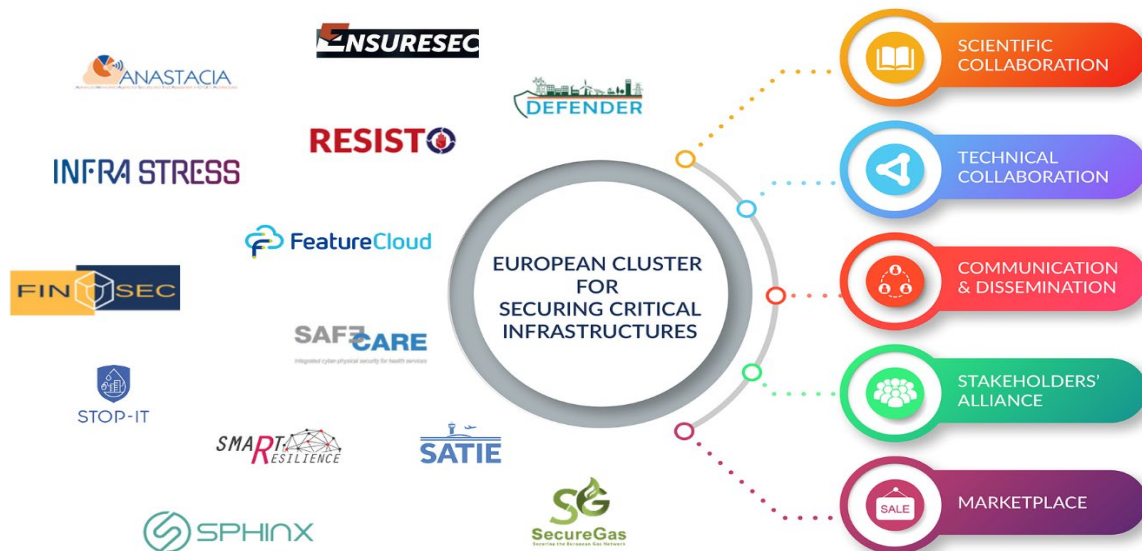 ENSURESEC
ANASTACIA
DEFENDER
RESISTO
INFRA STRESS
FeatureCloud
FINSEC
SAFECARE
Integrated cyber-physical security for health services
STOP-IT
SMART
RESILIENCE
SATIE
SPHINX
SG
SecureGas
Securing the European Gas Network
EUROPEAN CLUSTER
FOR
SECURING CRITICAL
INFRASTRUCTURES
SCIENTIFIC
COLLABORATION
TECHNICAL
COLLABORATION
COMMUNICATION
& DISSEMINATION
STAKEHOLDERS'
ALLIANCE
SALE
MARKETPLACE